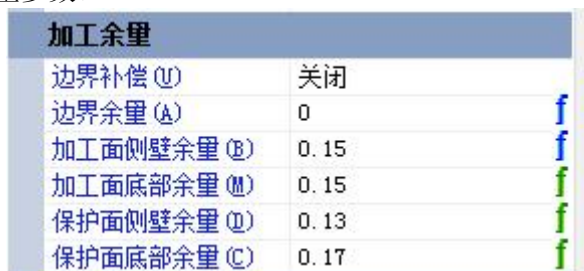 加工余量
边界补偿(U) 关闭
边界余量(A) 0 f
加工面侧壁余量(B) 0.15 f
加工面底部余量(M) 0.15 f
保护面侧壁余量(D) 0.13 f
保护面底部余量(C) 0.17 f